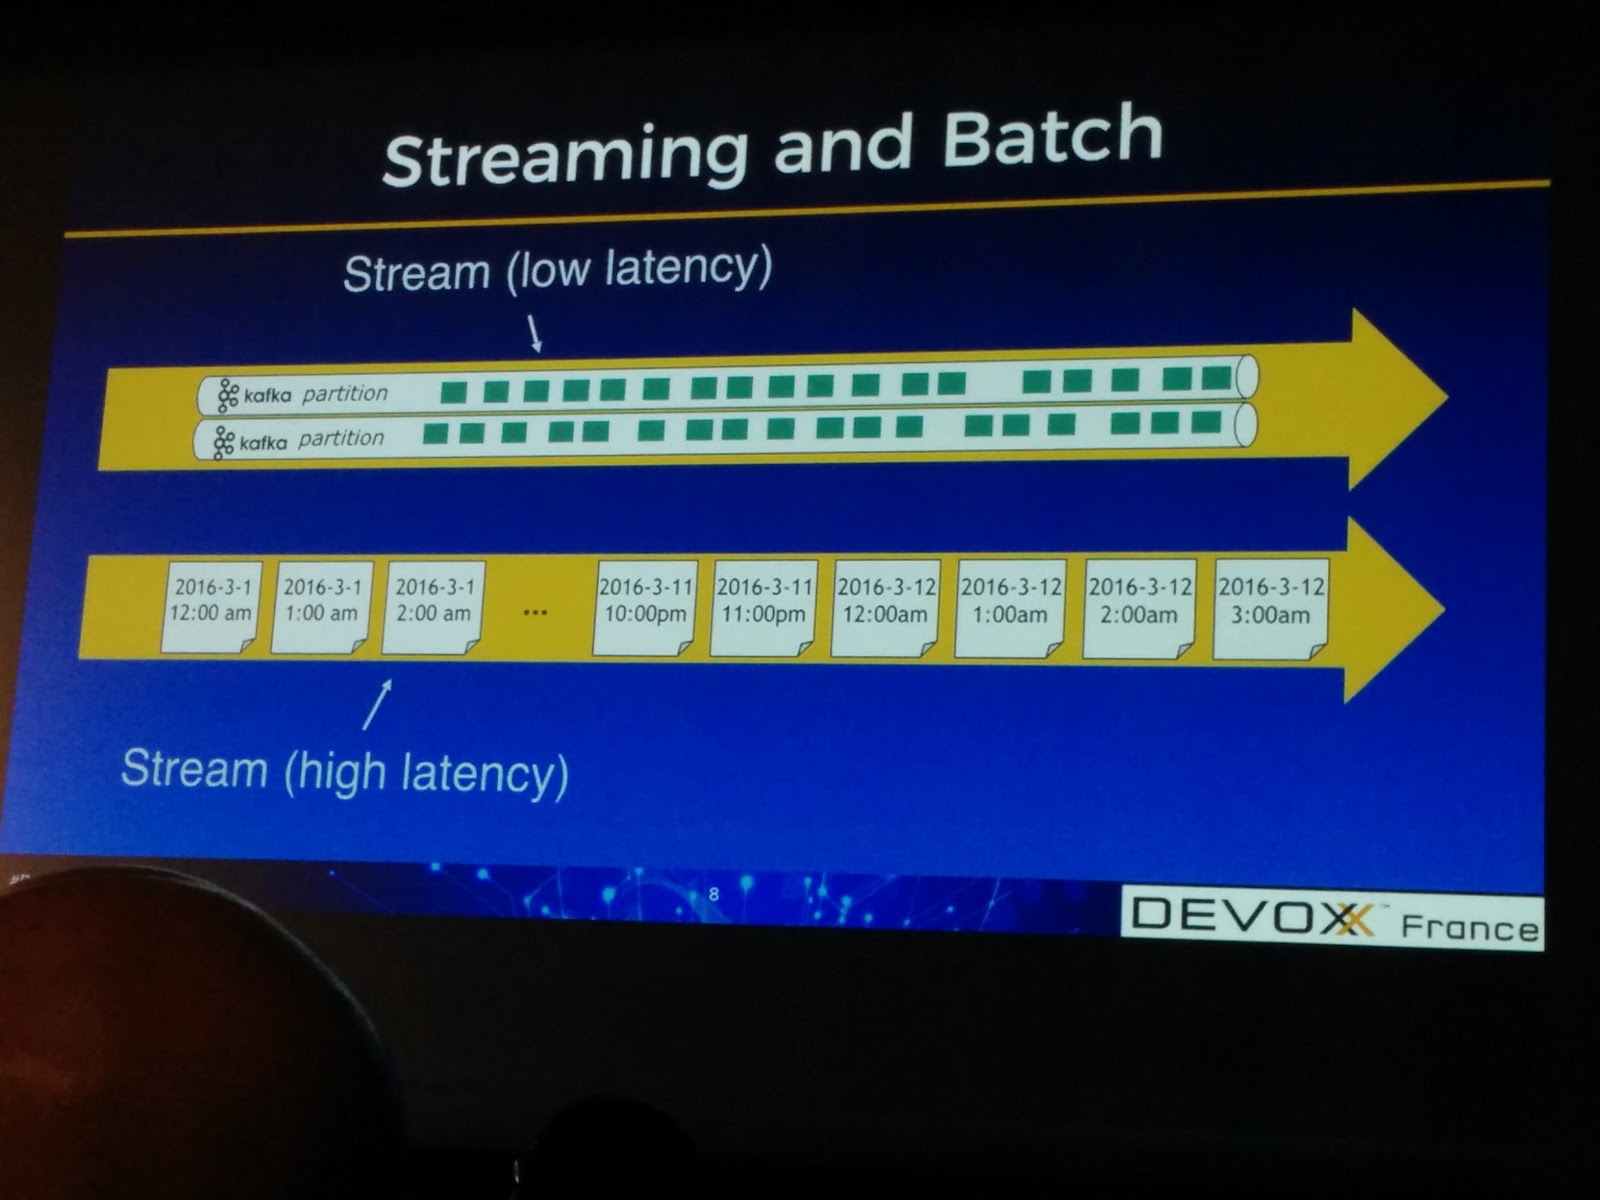 Streaming and Batch
Stream (low latency)
kafka partition
kafka partition
2016-3-1
12:00 am
2016-3-1
1:00 am
2016-3-1
2:00 am
...
2016-3-11
10:00pm
2016-3-11
11:00pm
2016-3-12
12:00am
2016-3-12
1:00am
2016-3-12
2:00am
2016-3-12
3:00am
Stream (high latency)
8
DEVOXX™ France